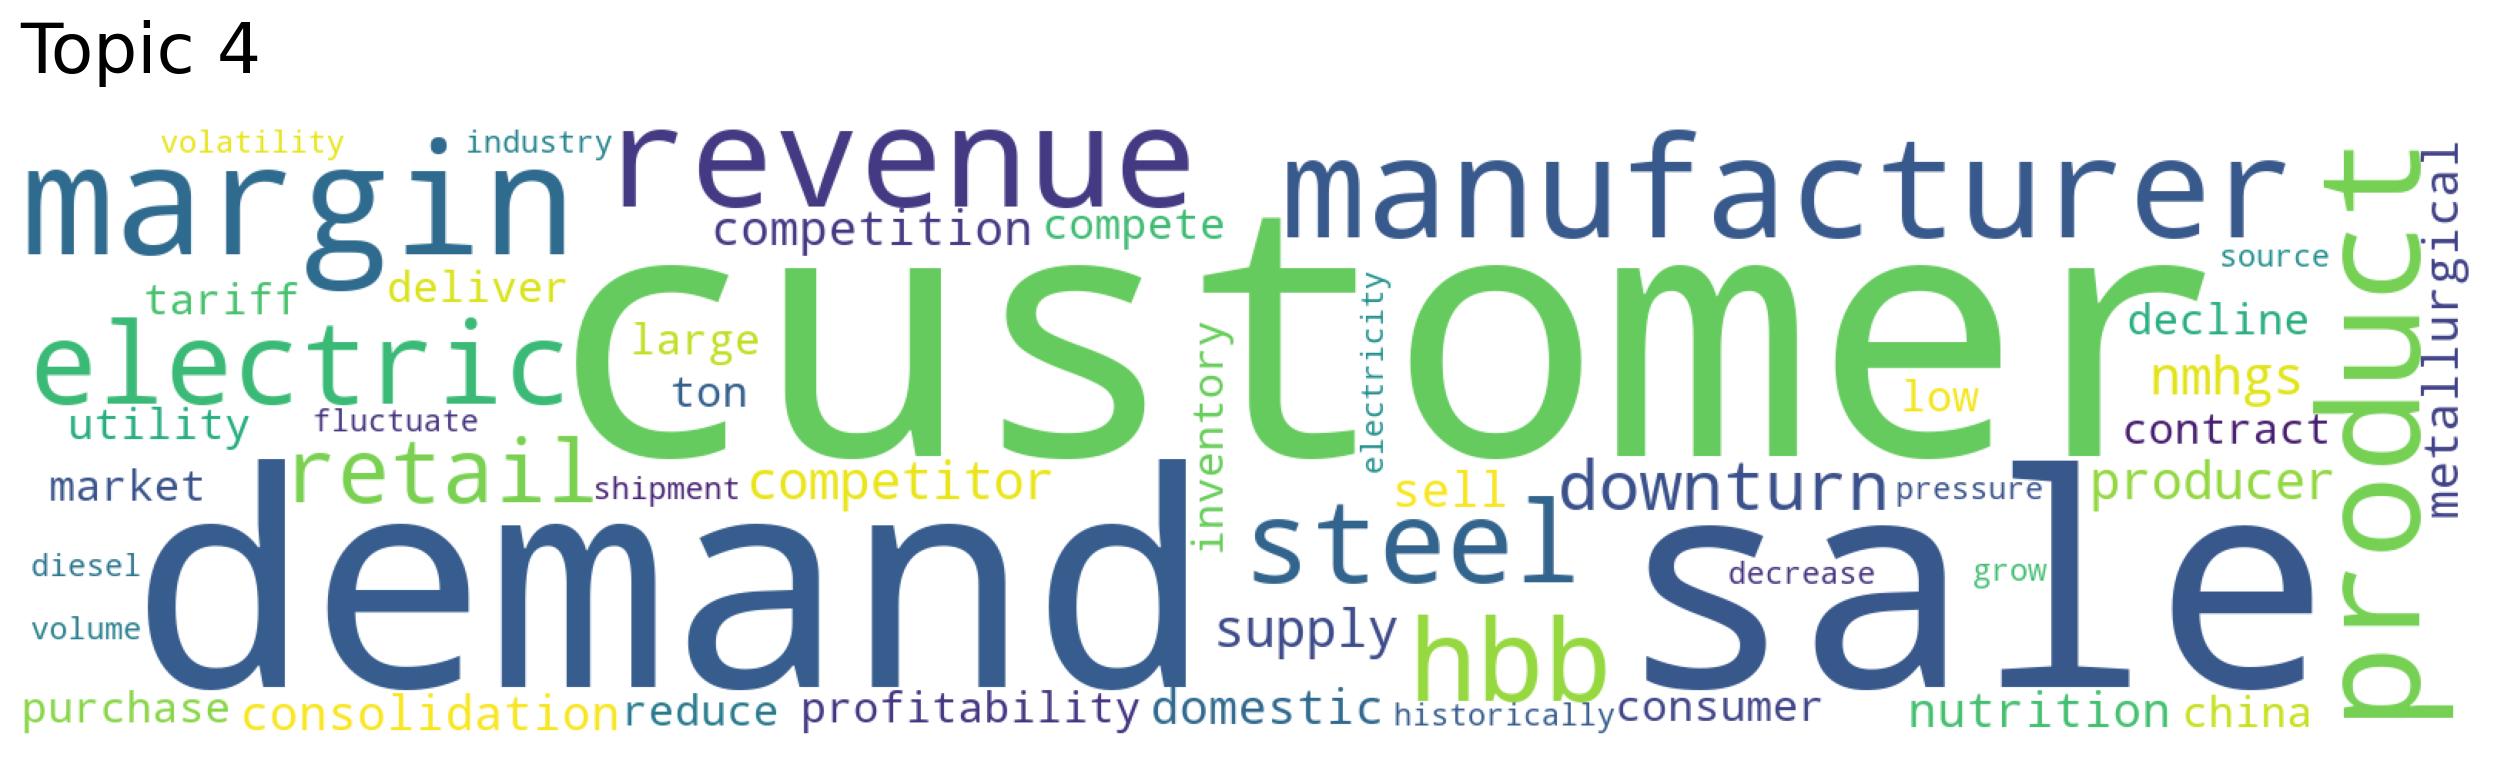 Topic 4
volatility
industry
revenue
margin
manufacturer
competition
compete
source
tariff
deliver
customer
product
metallurgical
electric
large
ton
inventory
electricity
low
decline
nmhgs
contract
utility
fluctuate
market
retail
shipment
competitor
sell
downturn
pressure
producer
demand
steel
sale
decrease
grow
diesel
volume
supply
hbb
purchase
consolidation
reduce
profitability
domestic
historically
consumer
nutrition
china